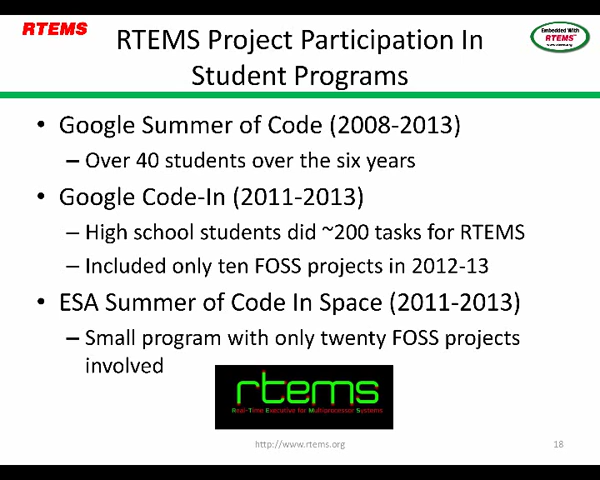 RTEMS
RTEMS Project Participation In
Student Programs
Embedded With
RTEMS
www.rtems.org
• Google Summer of Code (2008-2013)
– Over 40 students over the six years
• Google Code-In (2011-2013)
– High school students did ~200 tasks for RTEMS
– Included only ten FOSS projects in 2012-13
• ESA Summer of Code In Space (2011-2013)
– Small program with only twenty FOSS projects
involved
rtems
Real-Time Executive for Multiprocessor Systems
http://www.rtems.org
18